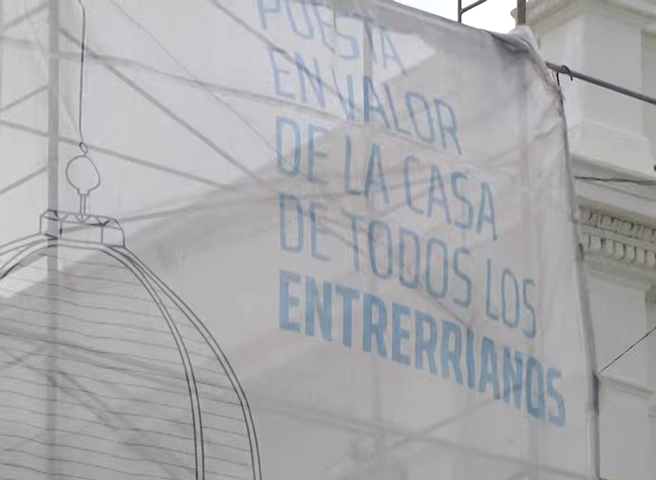 PUESTA
EN VALOR
DE LA CASA
DE TODOS LOS
ENTRERRIANOS